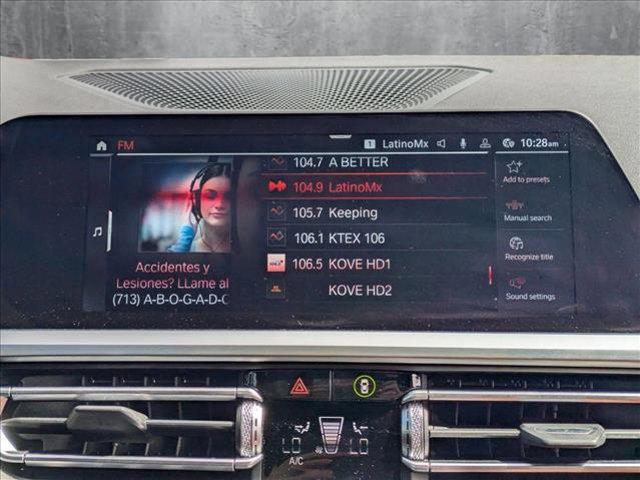 FM
1 LatinoMx 10:28am
104.7 A BETTER
104.9 LatinoMx
105.7 Keeping
106.1 KTEX 106
106.5 KOVE HD1
KOVE HD2
Accidentes y
Lesiones? LLame al
(713) A-B-O-G-A-D-C
Add to presets
Manual search
Recognize title
Sound settings
LO LO
A/C